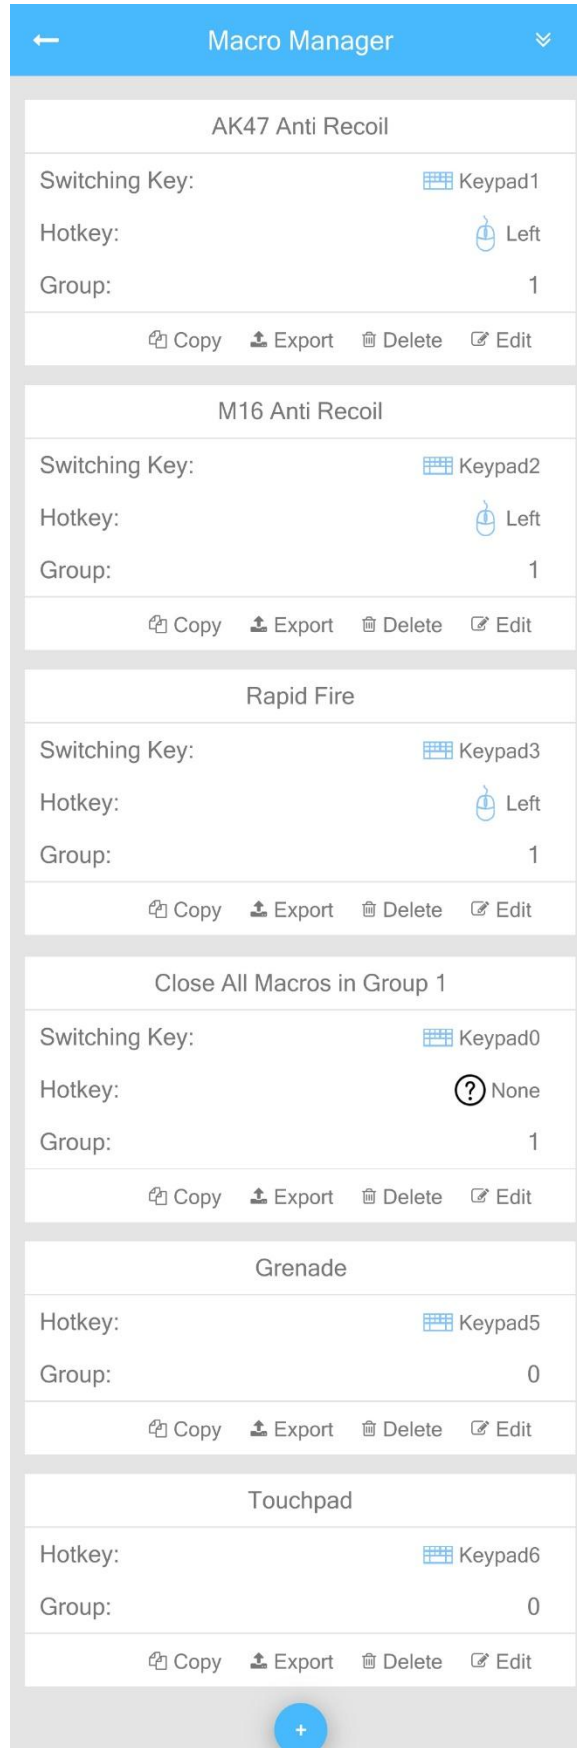 Macro Manager
AK47 Anti Recoil
Switching Key: Keypad1
Hotkey: Left
Group: 1
Copy Export Delete Edit
M16 Anti Recoil
Switching Key: Keypad2
Hotkey: Left
Group: 1
Copy Export Delete Edit
Rapid Fire
Switching Key: Keypad3
Hotkey: Left
Group: 1
Copy Export Delete Edit
Close All Macros in Group 1
Switching Key: Keypad0
Hotkey: ? None
Group: 1
Copy Export Delete Edit
Grenade
Hotkey: Keypad5
Group: 0
Copy Export Delete Edit
Touchpad
Hotkey: Keypad6
Group: 0
Copy Export Delete Edit
+